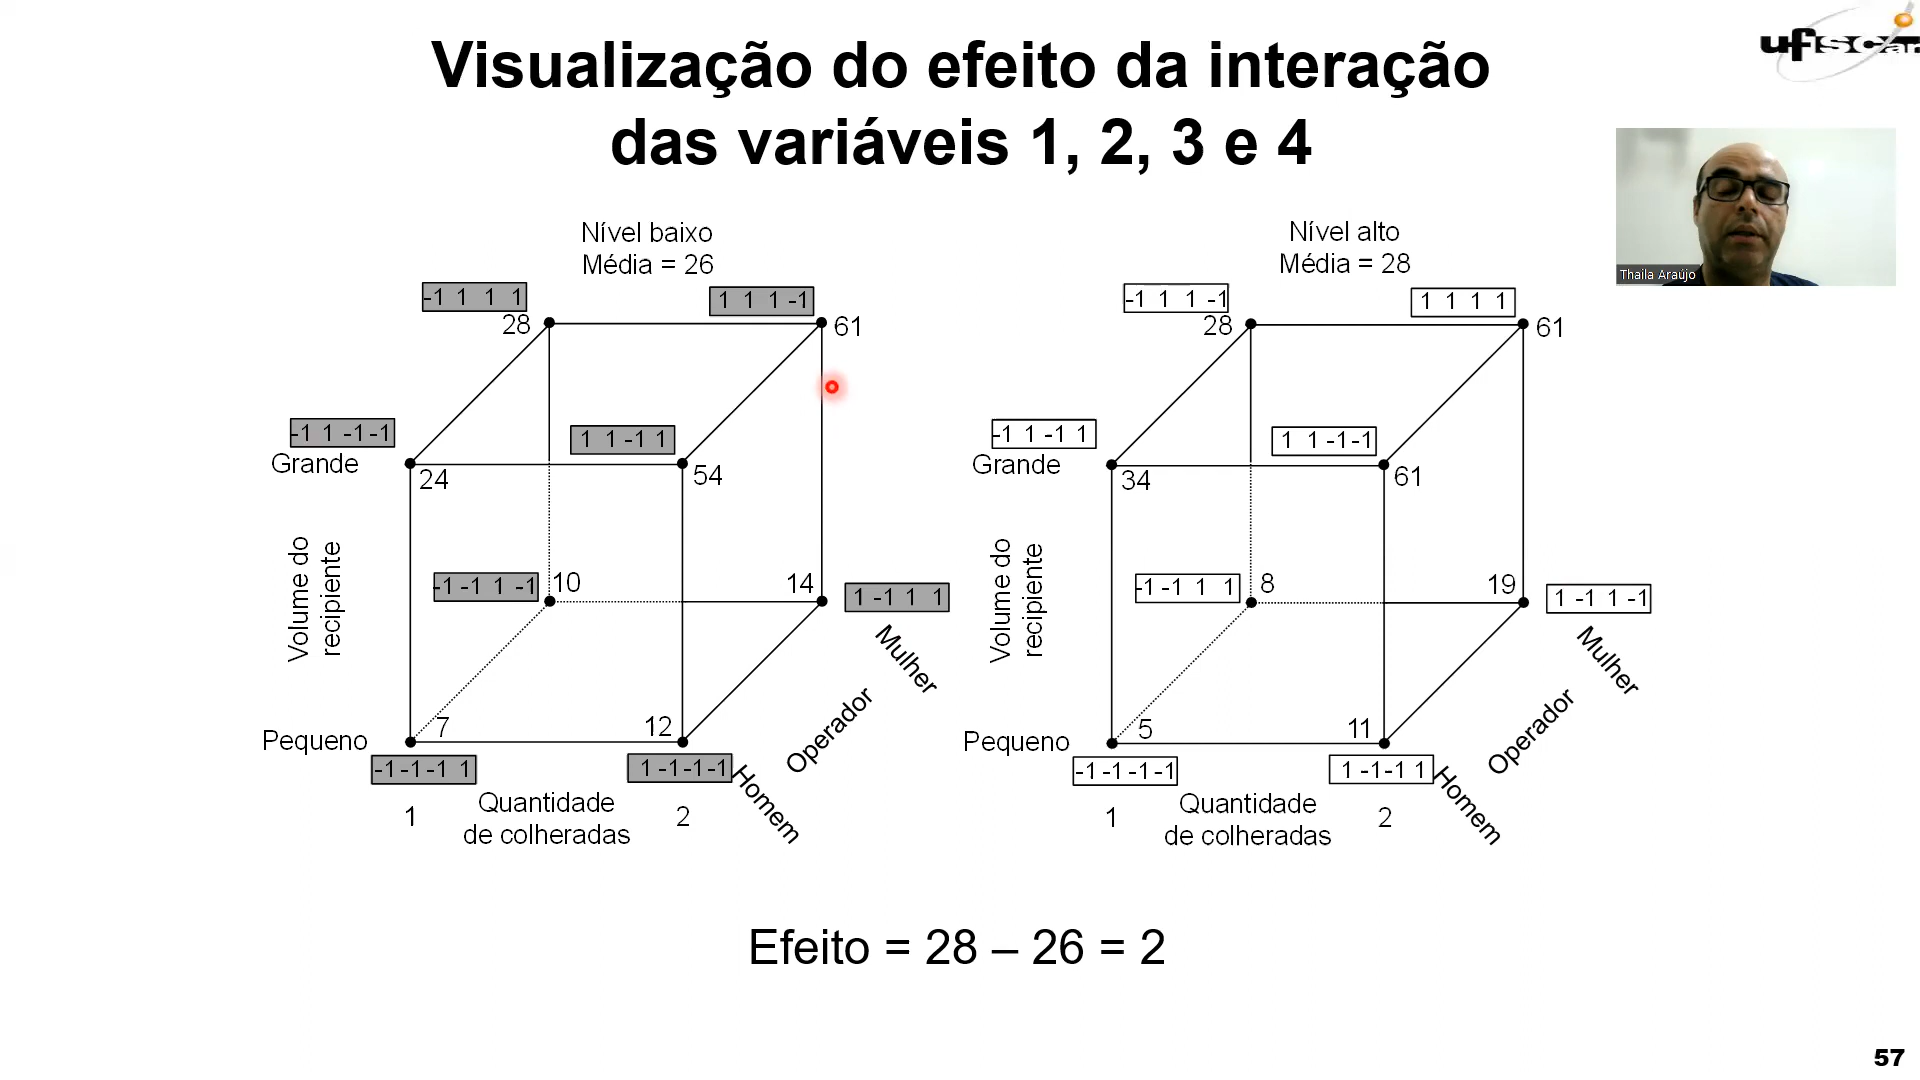 Visualização do efeito da interação
das variáveis 1, 2, 3 e 4
ufscar
Thaila Araújo
Nível baixo
Média = 26
-1 1 1 1
1 1 1 -1
28
61
-1 1 -1 -1
1 1 -1 1
Grande
24
54
Volume do
recipiente
-1 -1 1 -1
10
14
1 -1 1 1
Mulher
Operador
Homem
7
12
Pequeno
-1 -1 -1 1
1 -1 -1 -1
1
Quantidade
de colheradas
2
Nível alto
Média = 28
-1 1 1 -1
1 1 1 1
28
61
-1 1 -1 1
1 1 -1 -1
Grande
34
61
Volume do
recipiente
-1 -1 1 1
8
19
1 -1 1 -1
Mulher
Operador
Homem
5
11
Pequeno
-1 -1 -1 -1
1 -1 -1 1
1
Quantidade
de colheradas
2
Efeito = 28 – 26 = 2
57